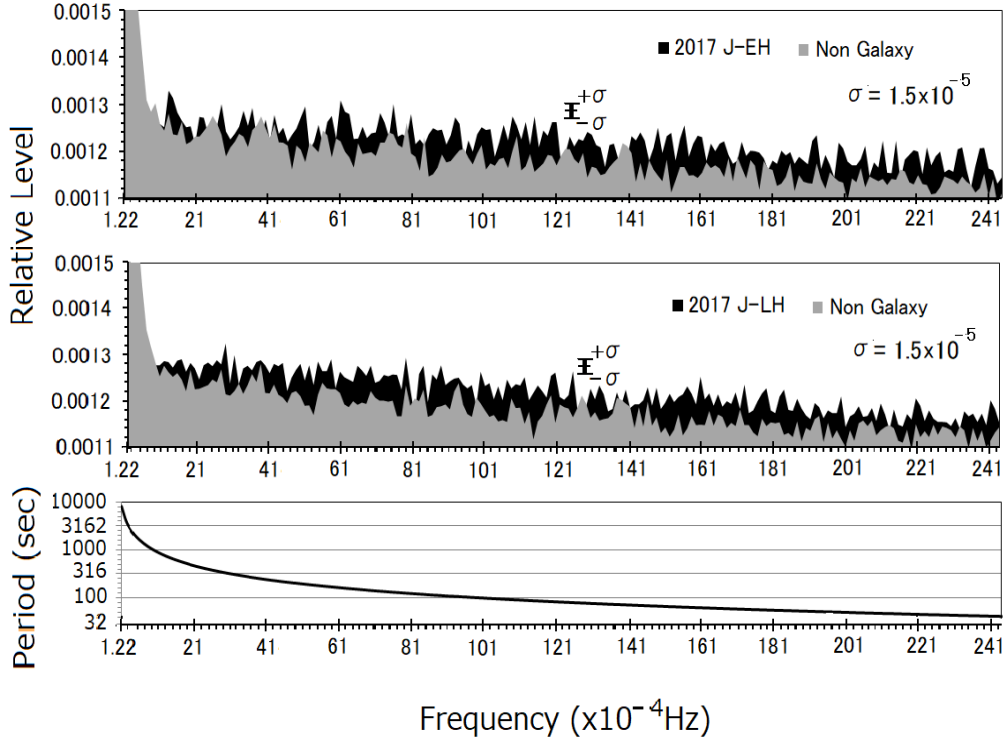 0.0015
0.0014
0.0013
0.0012
0.0011
■ 2017 J-EH ■ Non Galaxy
+σ
−σ
σ = 1.5x10⁻⁵
1.22 21 41 61 81 101 121 141 161 181 201 221 241
Relative Level
0.0015
0.0014
0.0013
0.0012
0.0011
■ 2017 J-LH ■ Non Galaxy
+σ
−σ
σ = 1.5x10⁻⁵
1.22 21 41 61 81 101 121 141 161 181 201 221 241
Period (sec)
10000
3162
1000
316
100
32
1.22 21 41 61 81 101 121 141 161 181 201 221 241
Frequency (x10⁻⁴Hz)